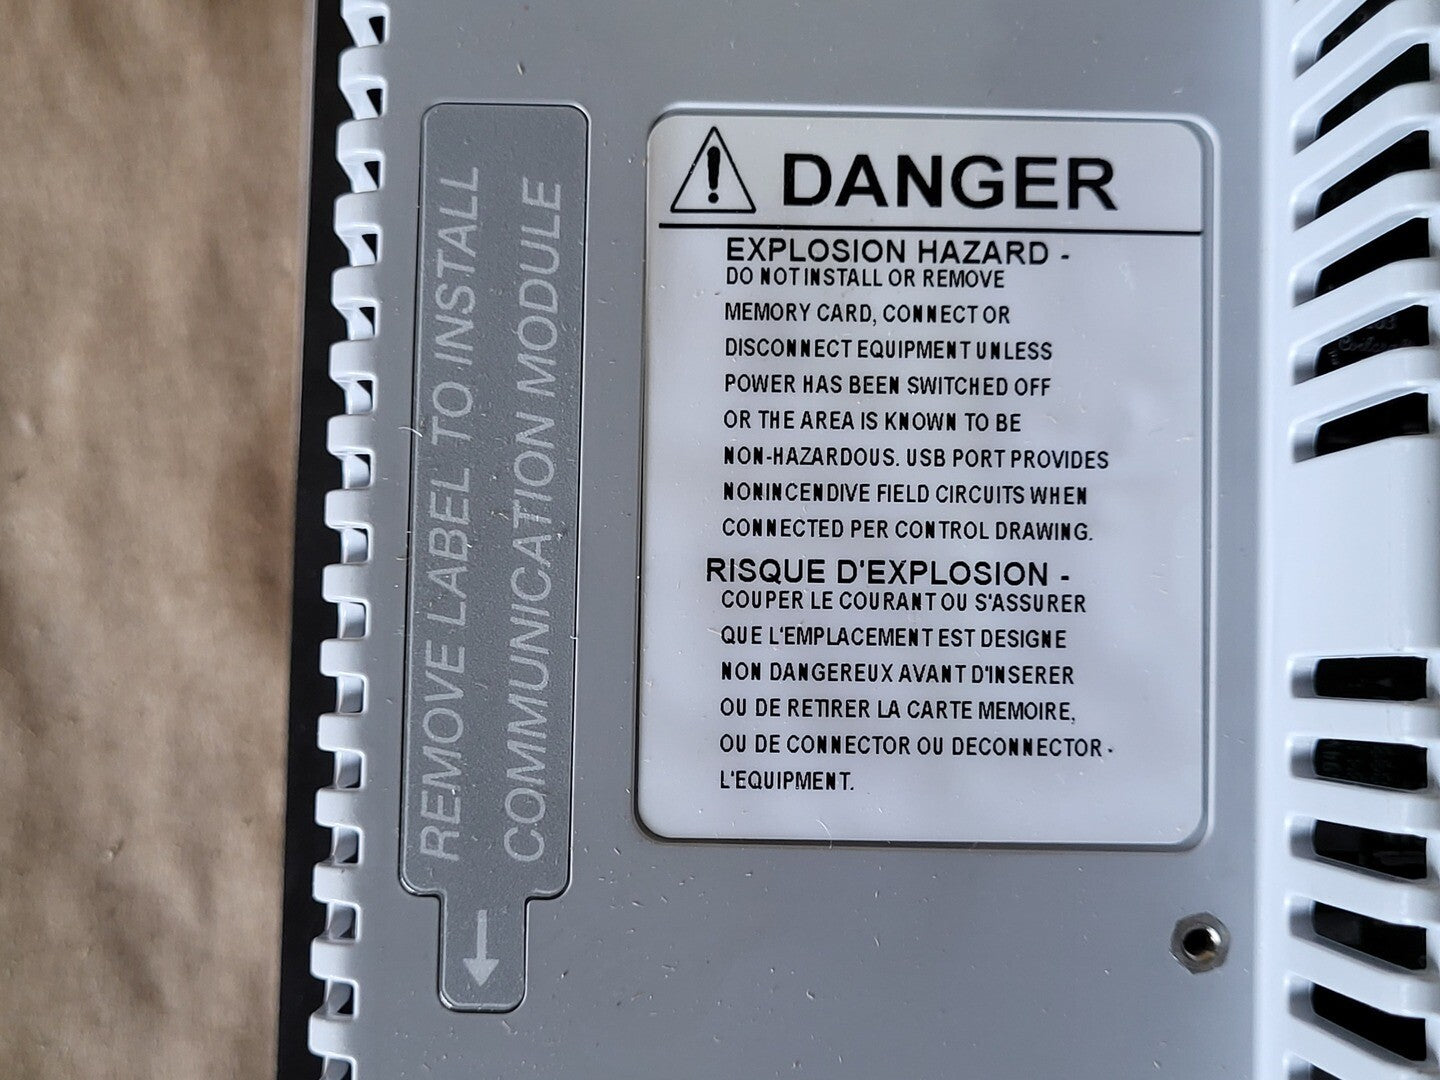 REMOVE LABEL TO INSTALL
COMMUNICATION MODULE
DANGER
EXPLOSION HAZARD -
DO NOT INSTALL OR REMOVE
MEMORY CARD, CONNECT OR
DISCONNECT EQUIPMENT UNLESS
POWER HAS BEEN SWITCHED OFF
OR THE AREA IS KNOWN TO BE
NON-HAZARDOUS. USB PORT PROVIDES
NONINCENDIVE FIELD CIRCUITS WHEN
CONNECTED PER CONTROL DRAWING.
RISQUE D'EXPLOSION -
COUPER LE COURANT OU S'ASSURER
QUE L'EMPLACEMENT EST DESIGNE
NON DANGEREUX AVANT D'INSERER
OU DE RETIRER LA CARTE MEMOIRE,
OU DE CONNECTOR OU DECONNECTOR -
L'EQUIPMENT.